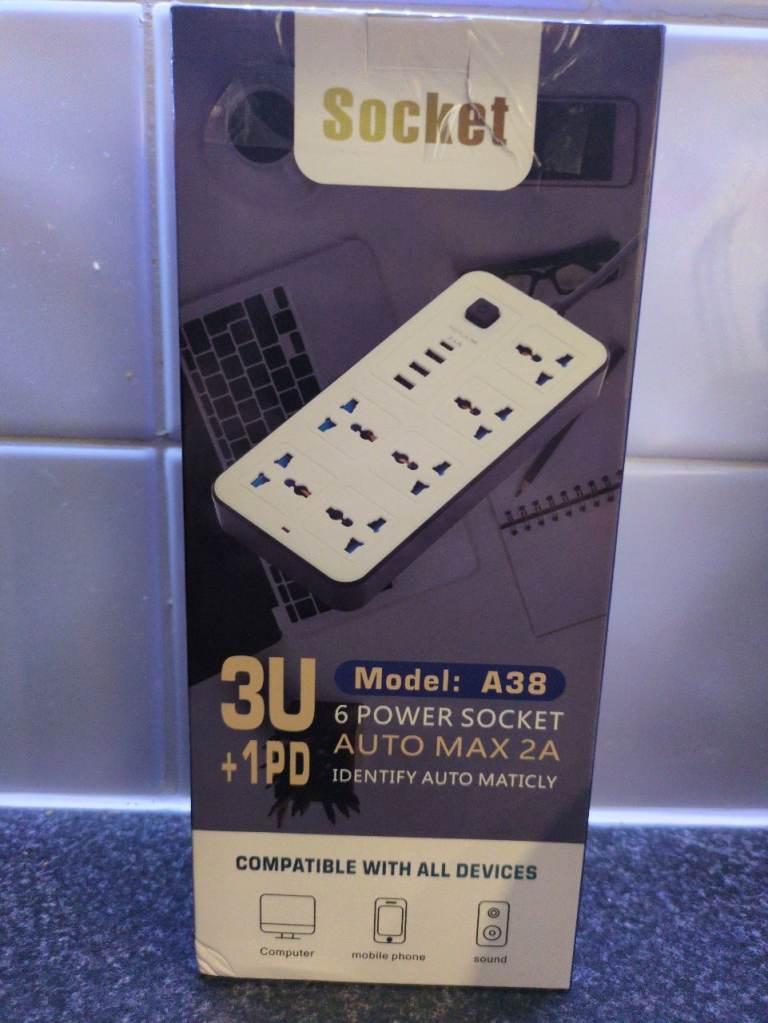 Socket
3U
+1PD
Model: A38
6 POWER SOCKET
AUTO MAX 2A
IDENTIFY AUTO MATICLY
COMPATIBLE WITH ALL DEVICES
Computer
mobile phone
sound